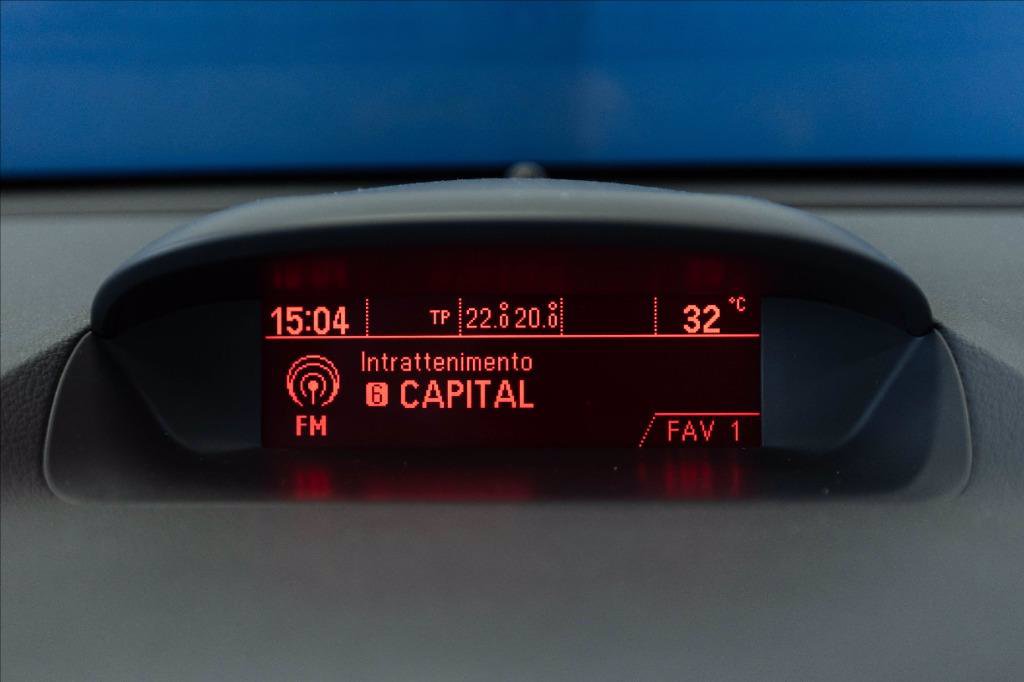 15:04 TP 22.0° 20.0° 32 °C
Intrattenimento
6 CAPITAL
FM
FAV 1